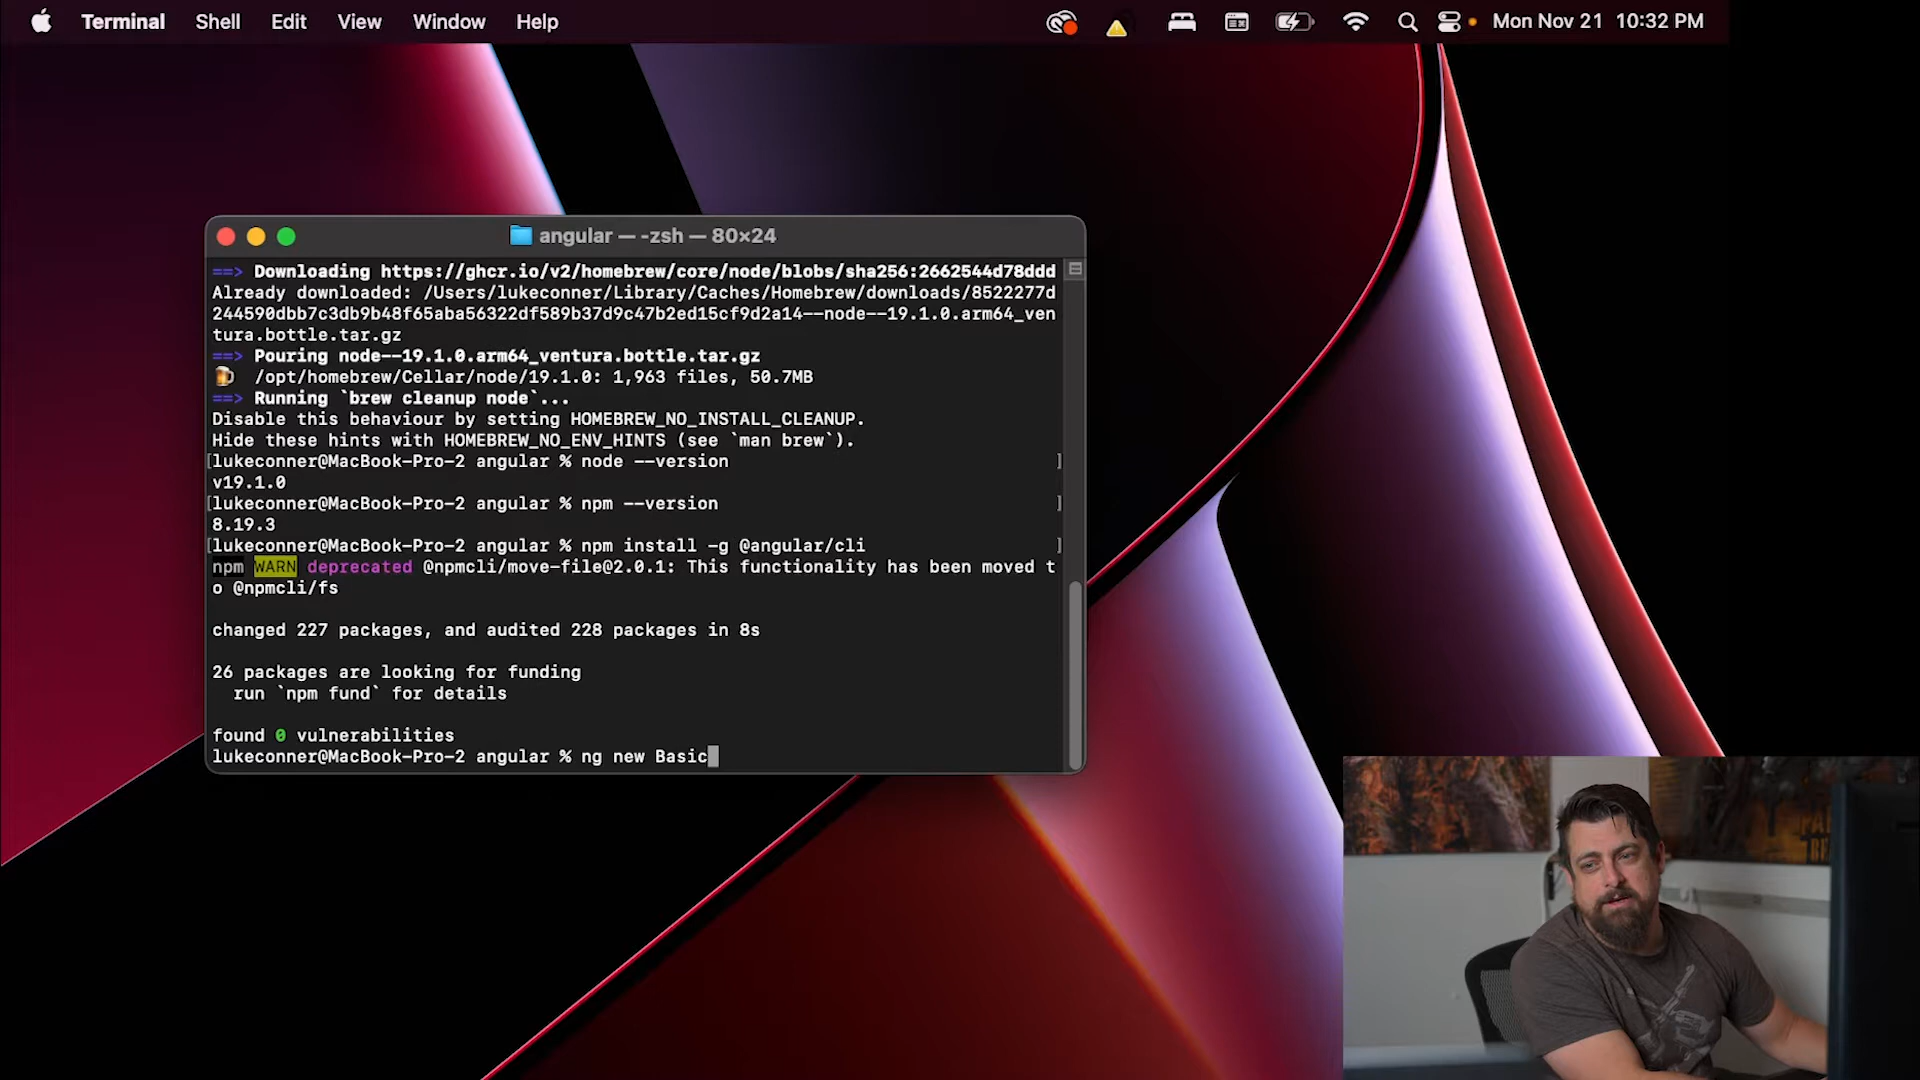 Terminal Shell Edit View Window Help Mon Nov 21 10:32 PM
angular — -zsh — 80×24
==> Downloading https://ghcr.io/v2/homebrew/core/node/blobs/sha256:2662544d78ddd
Already downloaded: /Users/lukeconner/Library/Caches/Homebrew/downloads/8522277d
244590dbb7c3db9b48f65aba56322df589b37d9c47b2ed15cf9d2a14--node--19.1.0.arm64_ven
tura.bottle.tar.gz
==> Pouring node--19.1.0.arm64_ventura.bottle.tar.gz
🍺 /opt/homebrew/Cellar/node/19.1.0: 1,963 files, 50.7MB
==> Running `brew cleanup node`...
Disable this behaviour by setting HOMEBREW_NO_INSTALL_CLEANUP.
Hide these hints with HOMEBREW_NO_ENV_HINTS (see `man brew`).
[lukeconner@MacBook-Pro-2 angular % node --version ]
v19.1.0
[lukeconner@MacBook-Pro-2 angular % npm --version ]
8.19.3
[lukeconner@MacBook-Pro-2 angular % npm install -g @angular/cli ]
npm WARN deprecated @npmcli/move-file@2.0.1: This functionality has been moved t
o @npmcli/fs
changed 227 packages, and audited 228 packages in 8s
26 packages are looking for funding
run `npm fund` for details
found 0 vulnerabilities
lukeconner@MacBook-Pro-2 angular % ng new Basic